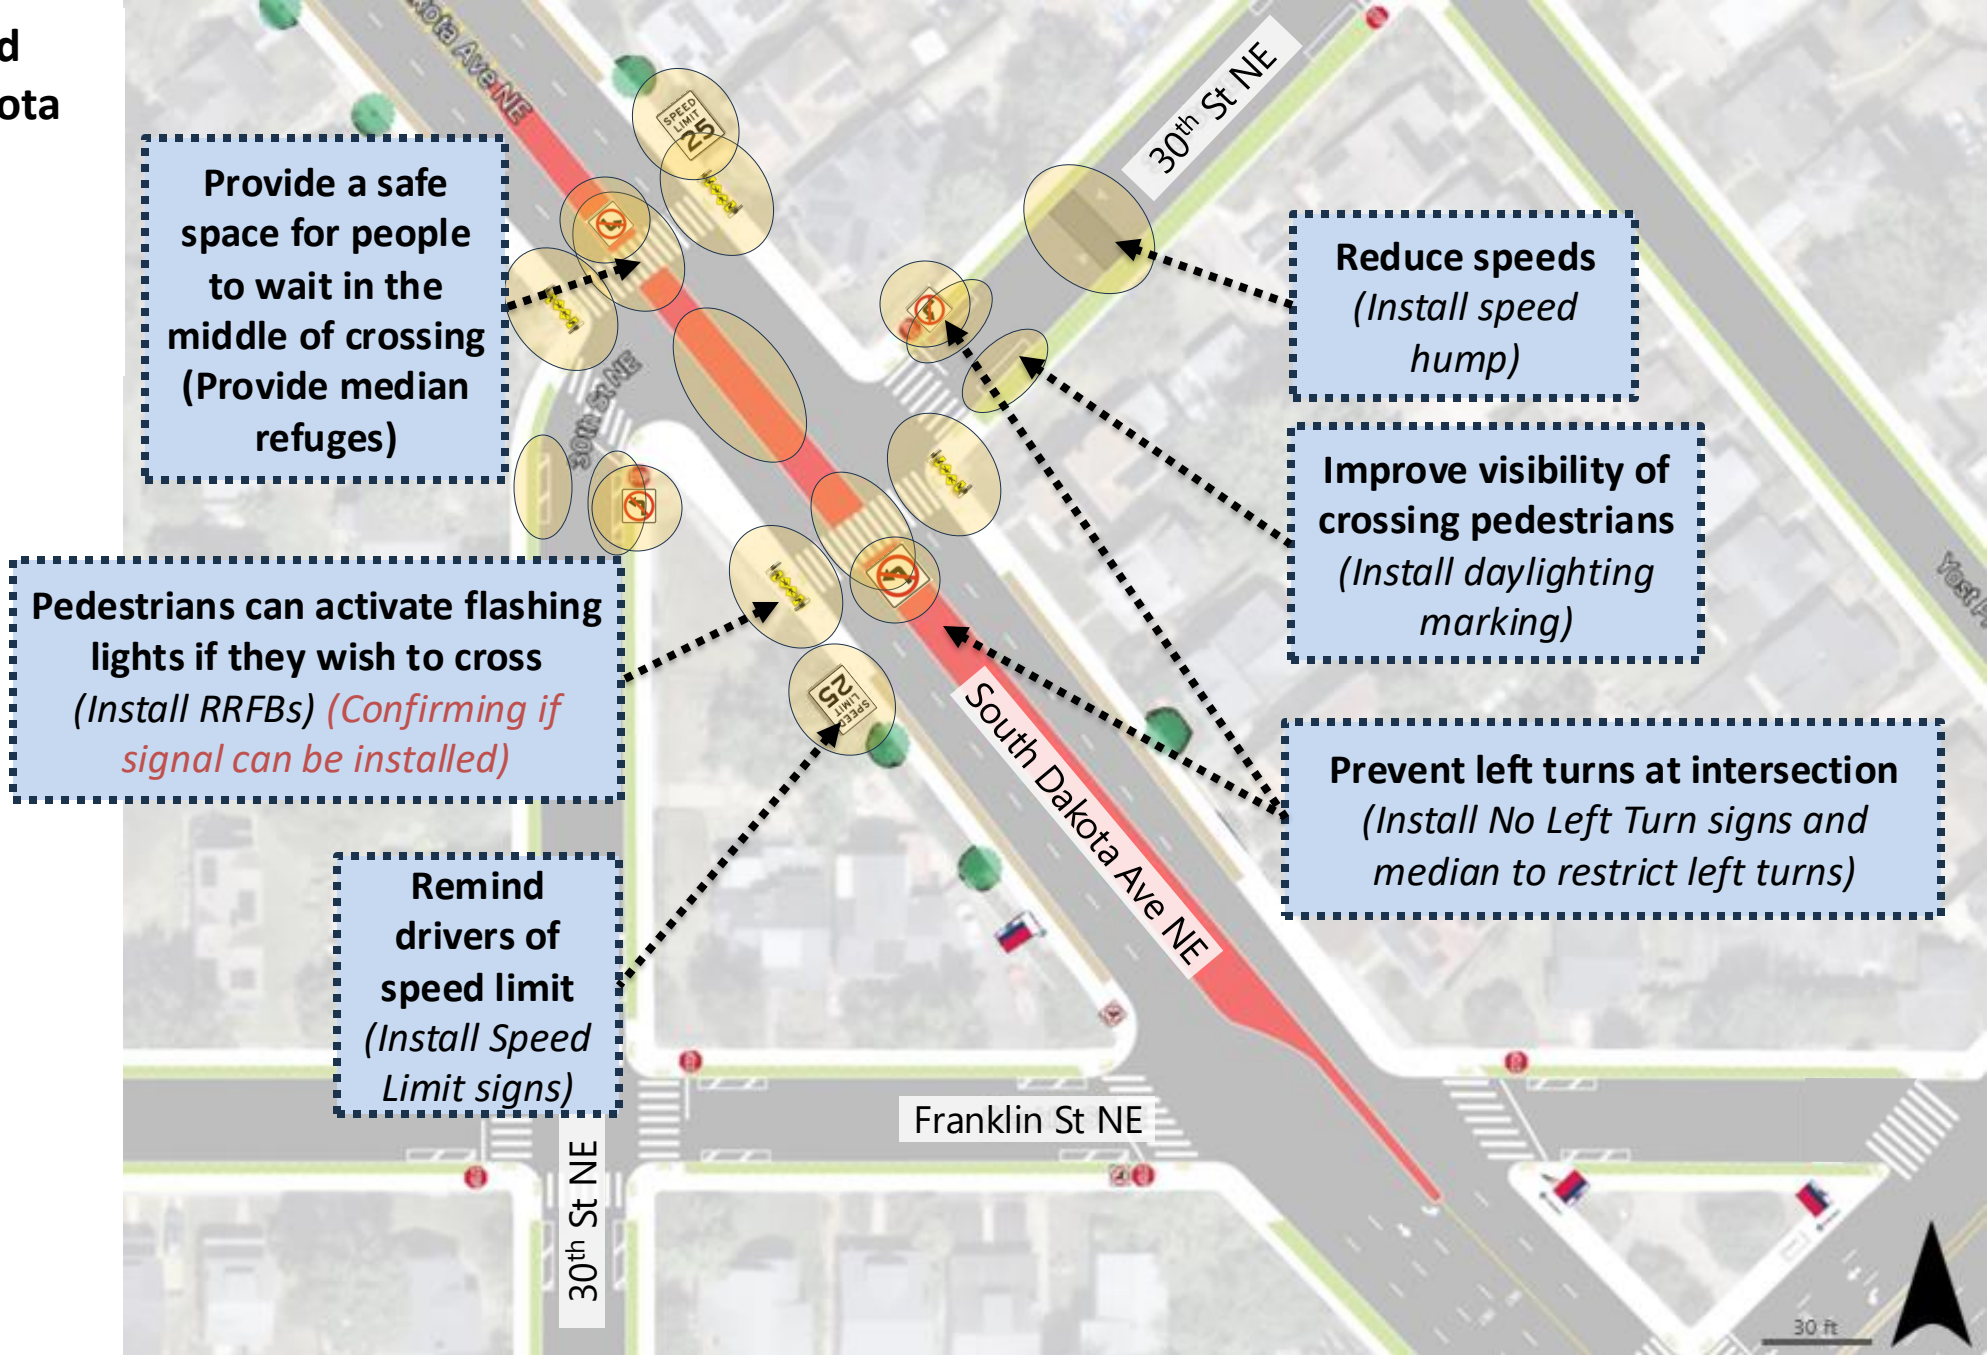 d
ota
kota Ave NE
SPEED
LIMIT
25
30th St NE
Provide a safe
space for people
to wait in the
middle of crossing
(Provide median
refuges)
Reduce speeds
(Install speed
hump)
30th St NE
Improve visibility of
crossing pedestrians
(Install daylighting
marking)
Yost
Pedestrians can activate flashing
lights if they wish to cross
(Install RRFBs) (Confirming if
signal can be installed)
SPEED
LIMIT
25
South Dakota Ave NE
Prevent left turns at intersection
(Install No Left Turn signs and
median to restrict left turns)
Remind
drivers of
speed limit
(Install Speed
Limit signs)
Franklin St NE
30th St NE
30 ft